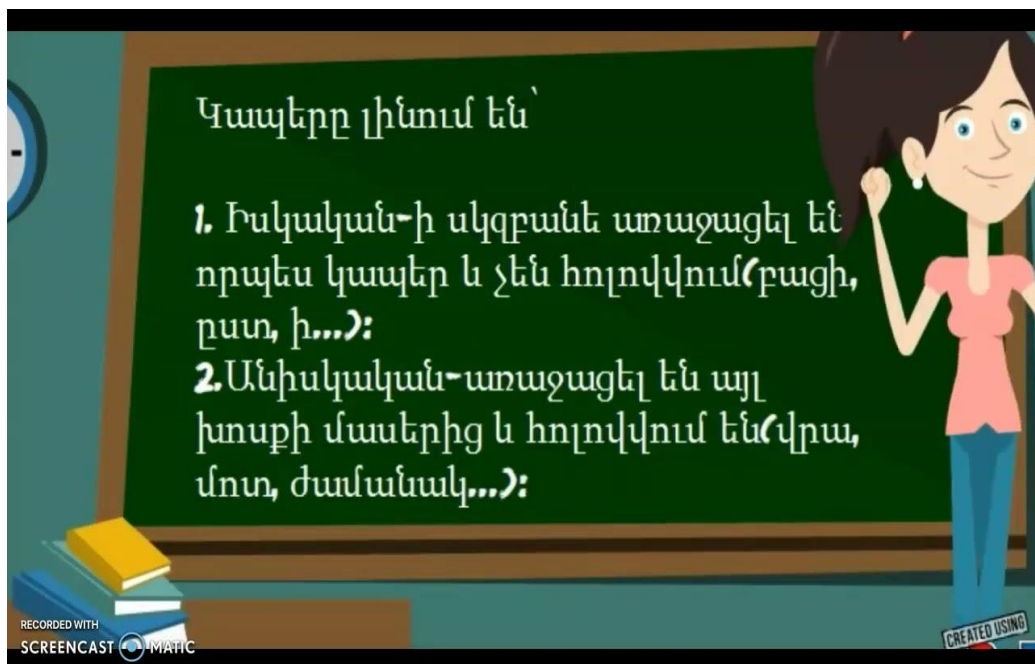 Կապերը լինում են՝
1. Իսկական-ի սկզբանե առաջացել են
որպես կապեր և չեն հոլովվում(բացի,
ըստ, ի...):
2.Անիսկական-առաջացել են այլ
խոսքի մասերից և հոլովվում են(վրա,
մոտ, ժամանակ...):
RECORDED WITH
SCREENCAST MATIC
CREATED USING